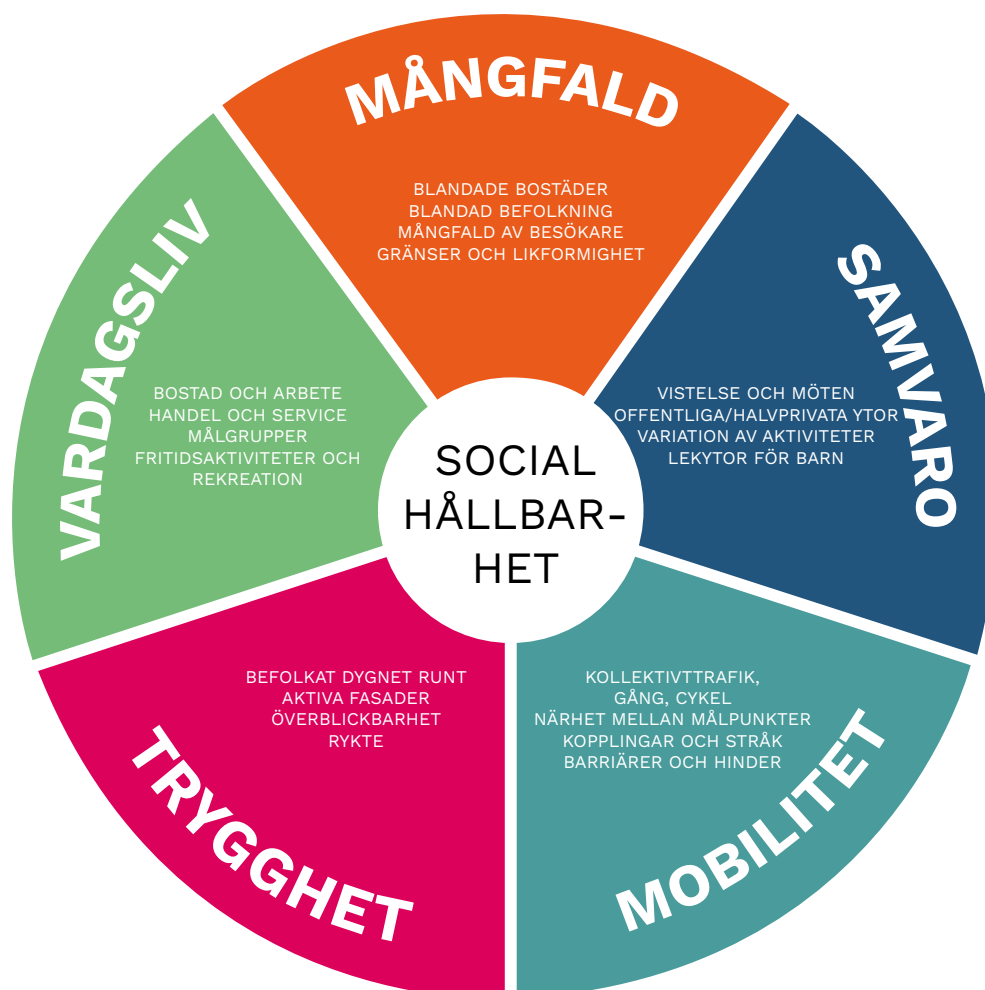 MÅNGFALD
BLANDADE BOSTÄDER
BLANDAD BEFOLKNING
MÅNGFALD AV BESÖKARE
GRÄNSER OCH LIKFORMIGHET
SAMVARO
VISTELSE OCH MÖTEN
OFFENTLIGA/HALVPRIVATA YTOR
VARIATION AV AKTIVITETER
LEKYTOR FÖR BARN
MOBILITET
KOLLEKTIVTTRAFIK,
GÅNG, CYKEL
NÄRHET MELLAN MÅLPUNKTER
KOPPLINGAR OCH STRÅK
BARRIÄRER OCH HINDER
TRYGGHET
BEFOLKAT DYGNET RUNT
AKTIVA FASADER
ÖVERBLICKBARHET
RYKTE
VARDAGSLIV
BOSTAD OCH ARBETE
HANDEL OCH SERVICE
MÅLGRUPPER
FRITIDSAKTIVITETER OCH
REKREATION
SOCIAL
HÅLLBAR-
HET